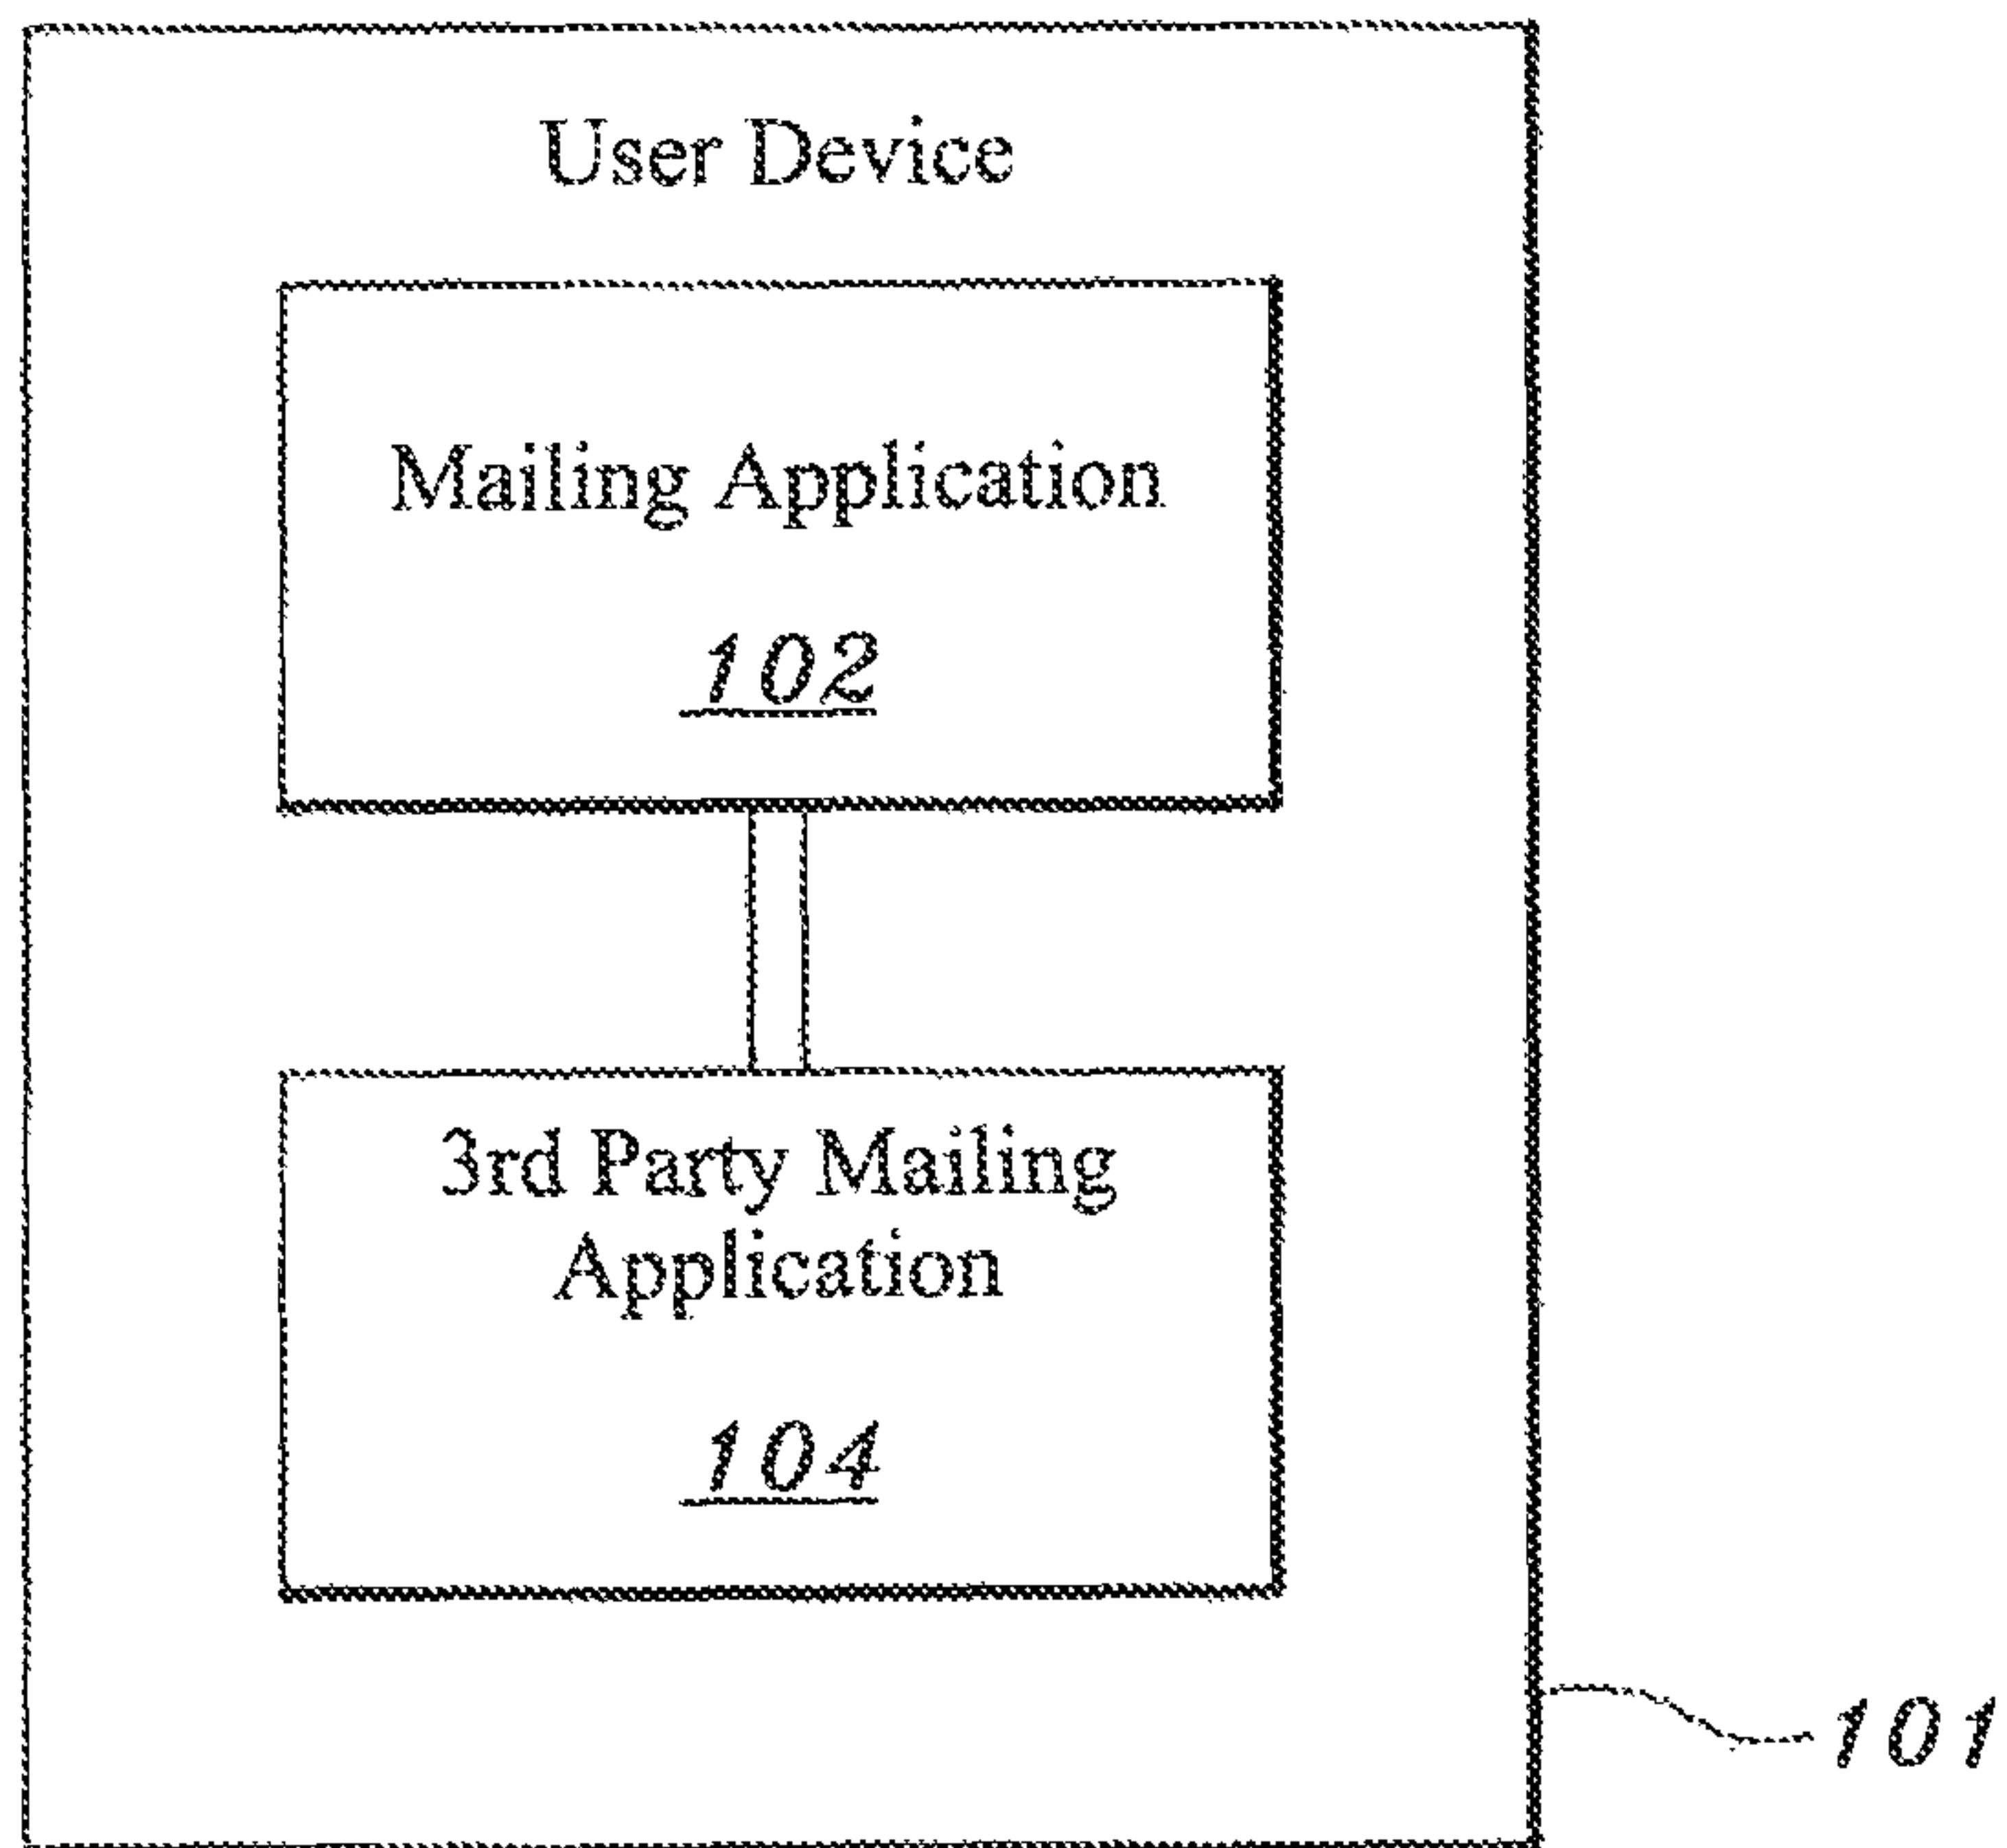 User Device
Mailing Application
102
3rd Party Mailing
Application
104
101